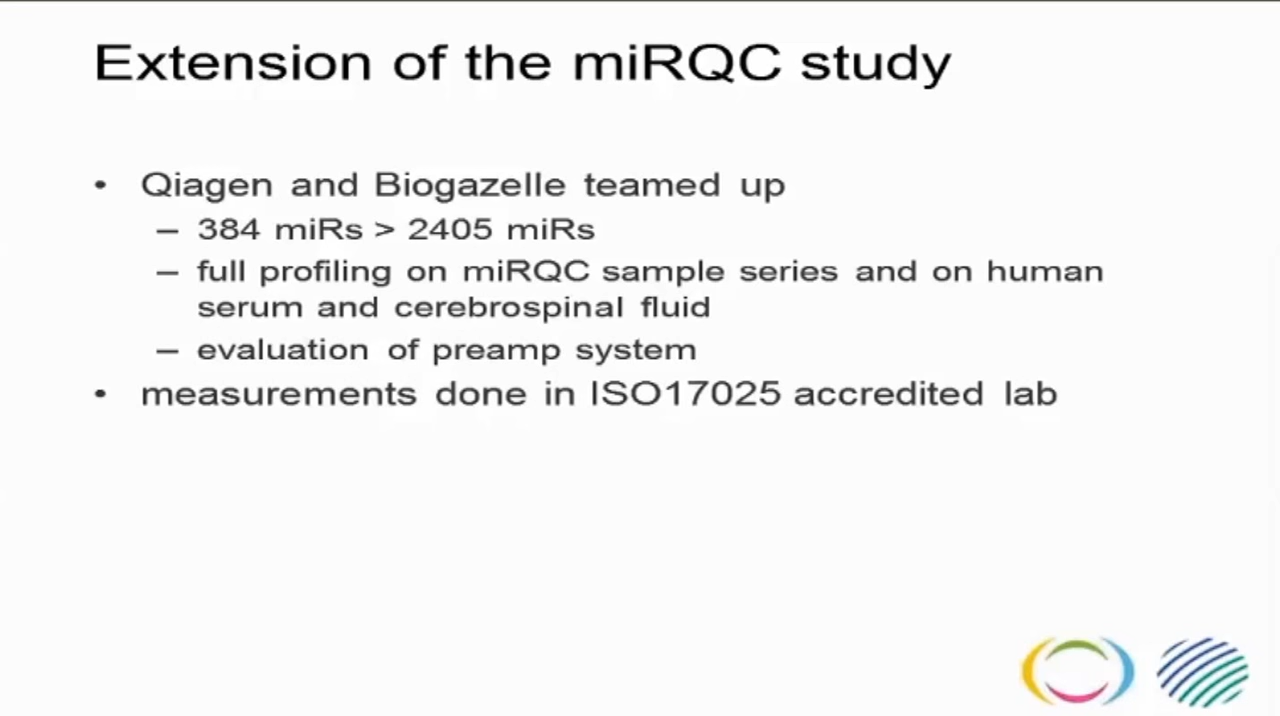 Extension of the miRQC study
• Qiagen and Biogazelle teamed up
– 384 miRs > 2405 miRs
– full profiling on miRQC sample series and on human
serum and cerebrospinal fluid
– evaluation of preamp system
• measurements done in ISO17025 accredited lab